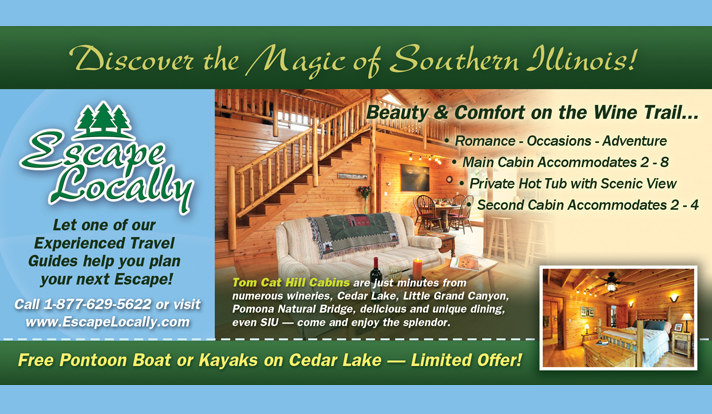 Discover the Magic of Southern Illinois!
Escape
Locally
Let one of our
Experienced Travel
Guides help you plan
your next Escape!
Call 1-877-629-5622 or visit
www.EscapeLocally.com
Beauty & Comfort on the Wine Trail...
• Romance - Occasions - Adventure
• Main Cabin Accommodates 2 - 8
• Private Hot Tub with Scenic View
• Second Cabin Accommodates 2 - 4
Tom Cat Hill Cabins are just minutes from
numerous wineries, Cedar Lake, Little Grand Canyon,
Pomona Natural Bridge, delicious and unique dining,
even SIU — come and enjoy the splendor.
Free Pontoon Boat or Kayaks on Cedar Lake — Limited Offer!